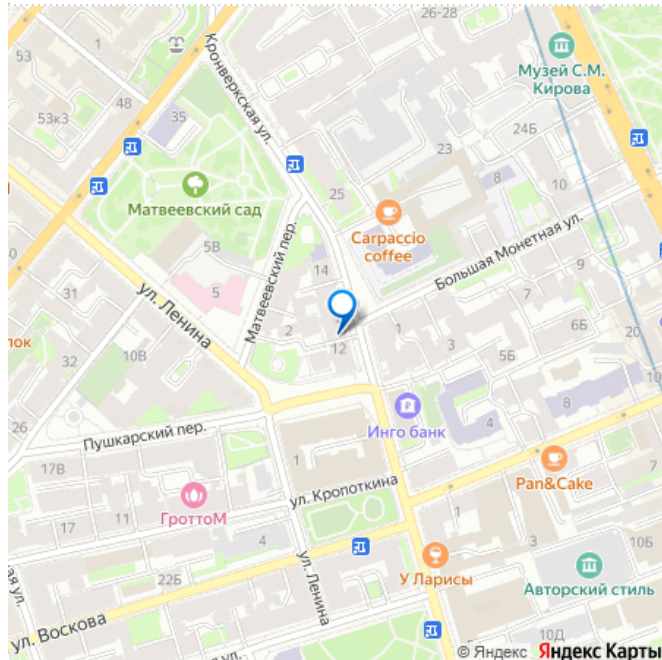 26-28
1
53
Кронверкская ул.
Музей С.М.
Кирова
48
53к3
35
24Б
23
8
10
25
Матвеевский сад
Carpaccio
coffee
Большая Монетная ул.
Матвеевский пер.
5В
14
31
5
ул. Ленина
2
12
1
3
5Б
7
6Б
10В
8
4
Инго банк
26
Пушкарский пер.
17В
1
ул. Кропоткина
Pan&Cake
ГроттоМ
17
11
4
1
3
10Б
ул. Ленина
22Б
У Ларисы
Авторский стиль
ул. Воскова
10Д
© Яндекс Яндекс Карты